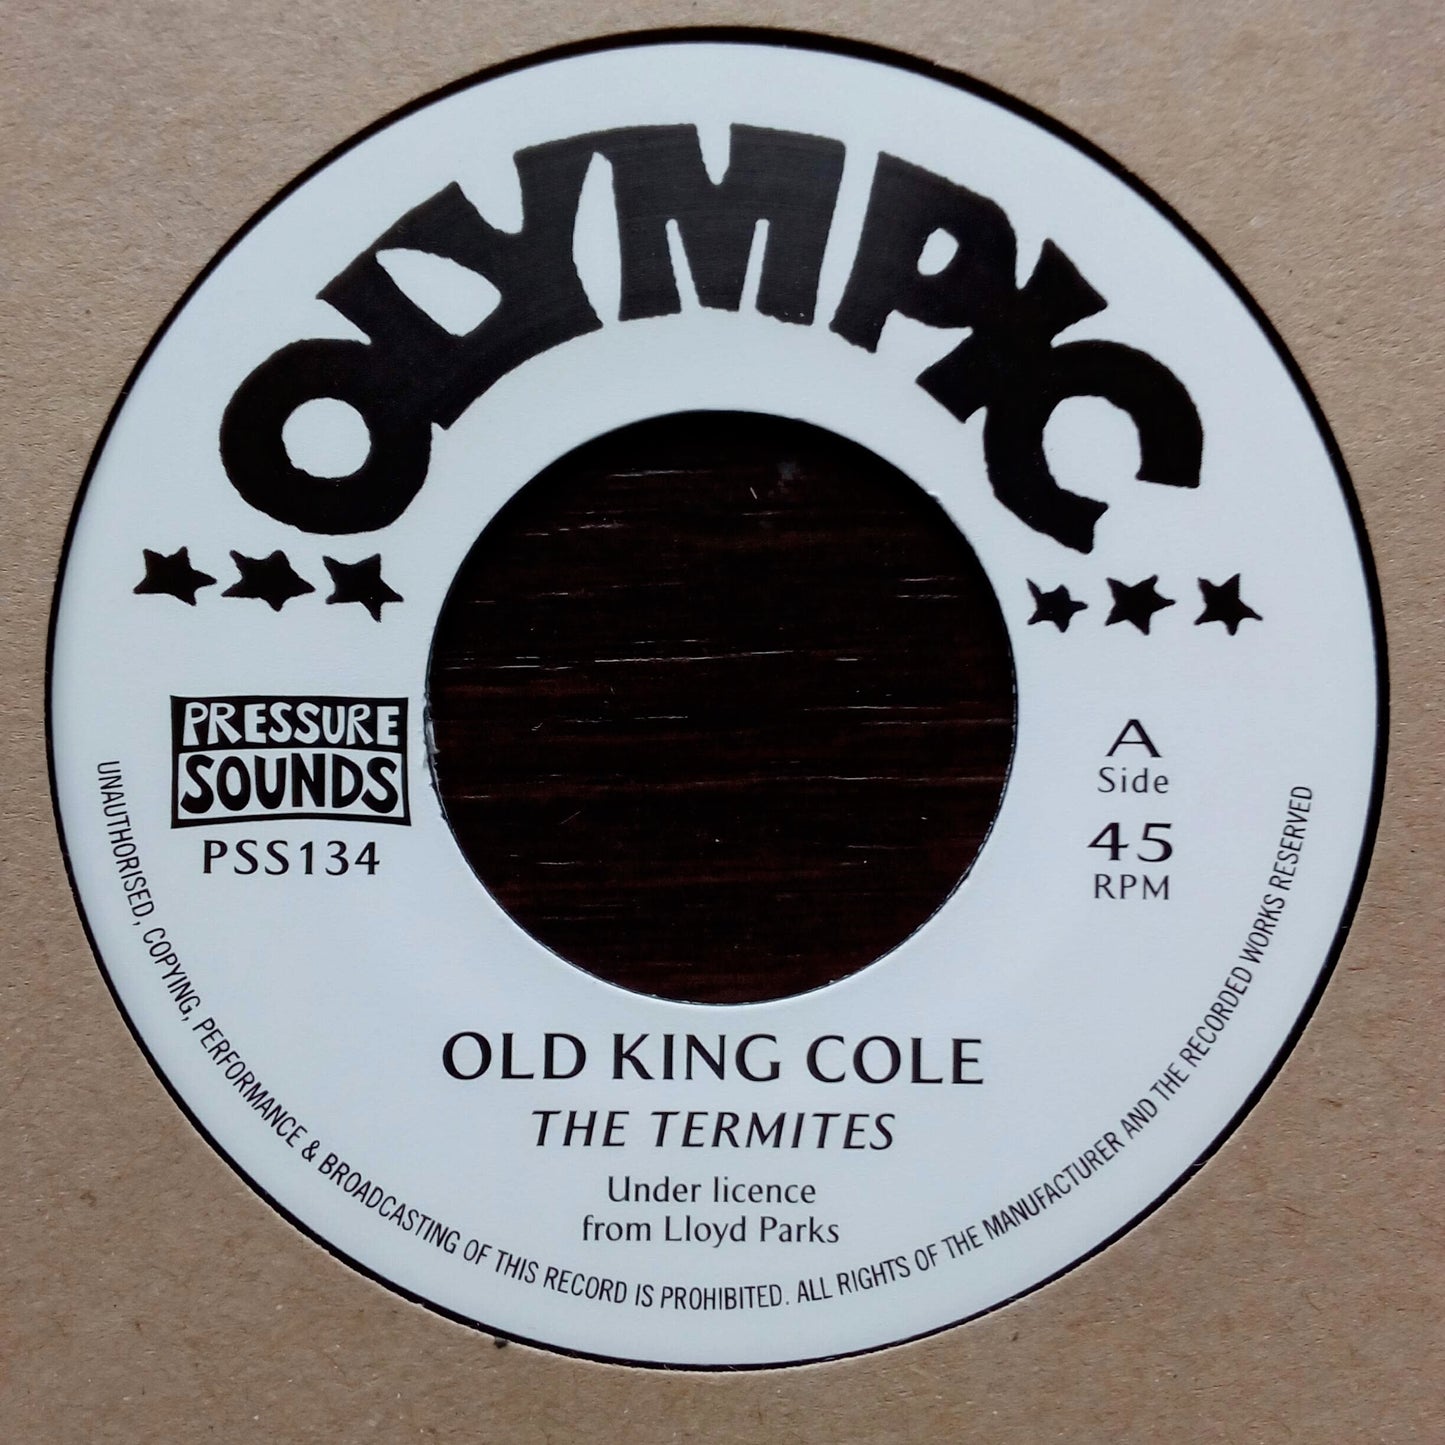 OLYMPIC
PRESSURE
SOUNDS
PSS134
A
Side
45
RPM
OLD KING COLE
THE TERMITES
Under licence
from Lloyd Parks
UNAUTHORISED, COPYING, PERFORMANCE & BROADCASTING OF THIS RECORD IS PROHIBITED. ALL RIGHTS OF THE MANUFACTURER AND THE RECORDED WORKS RESERVED